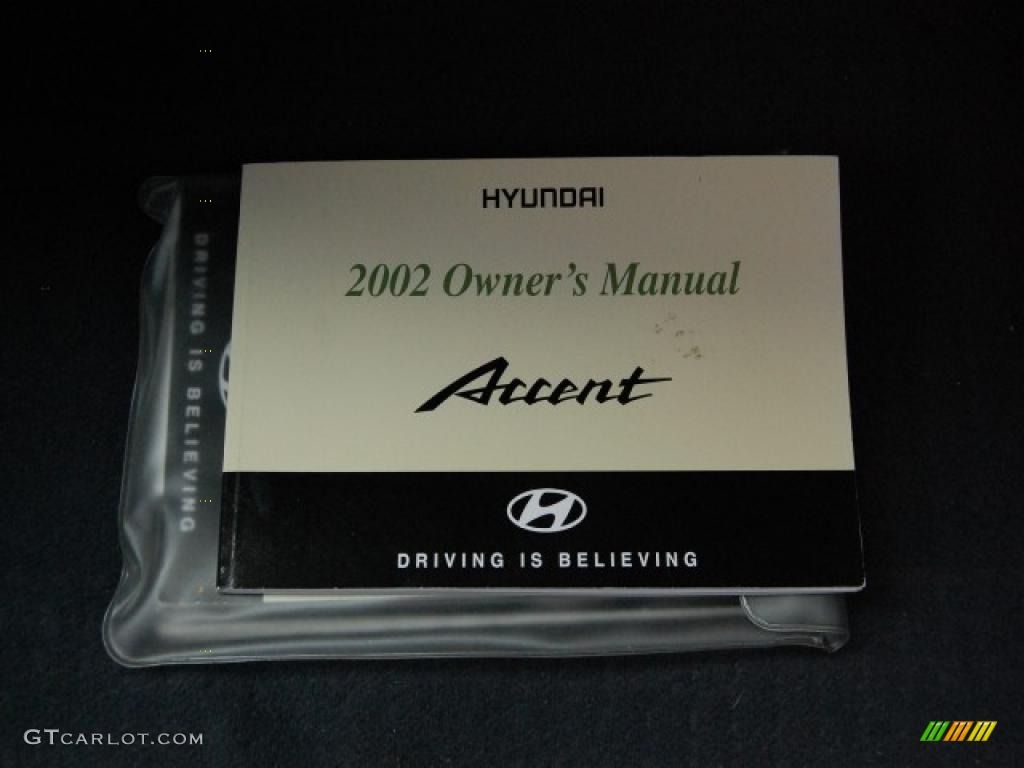 HYUNDAI
2002 Owner's Manual
Accent
DRIVING IS BELIEVING
DRIVING IS BELIEVING
GTCARLOT.COM